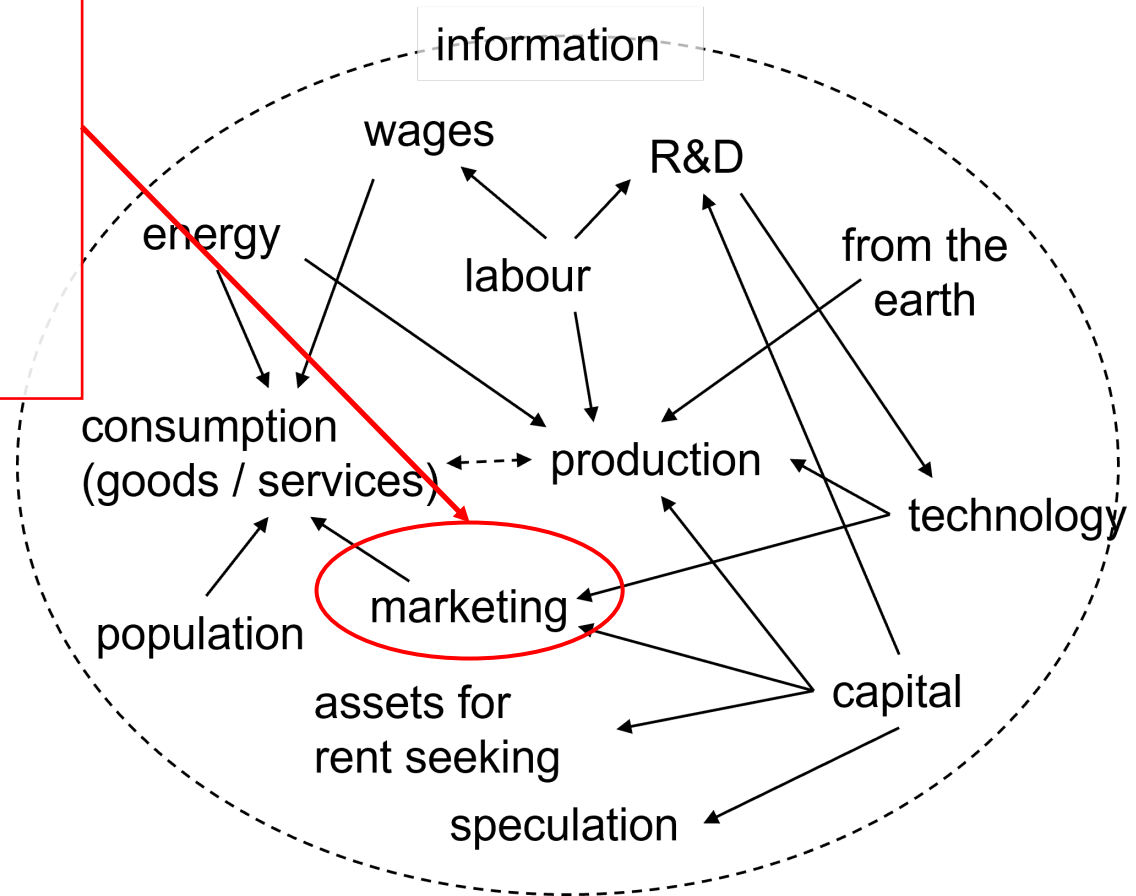 information
wages
R&D
energy
labour
from the
earth
consumption
(goods / services)
production
technology
marketing
population
assets for
rent seeking
capital
speculation